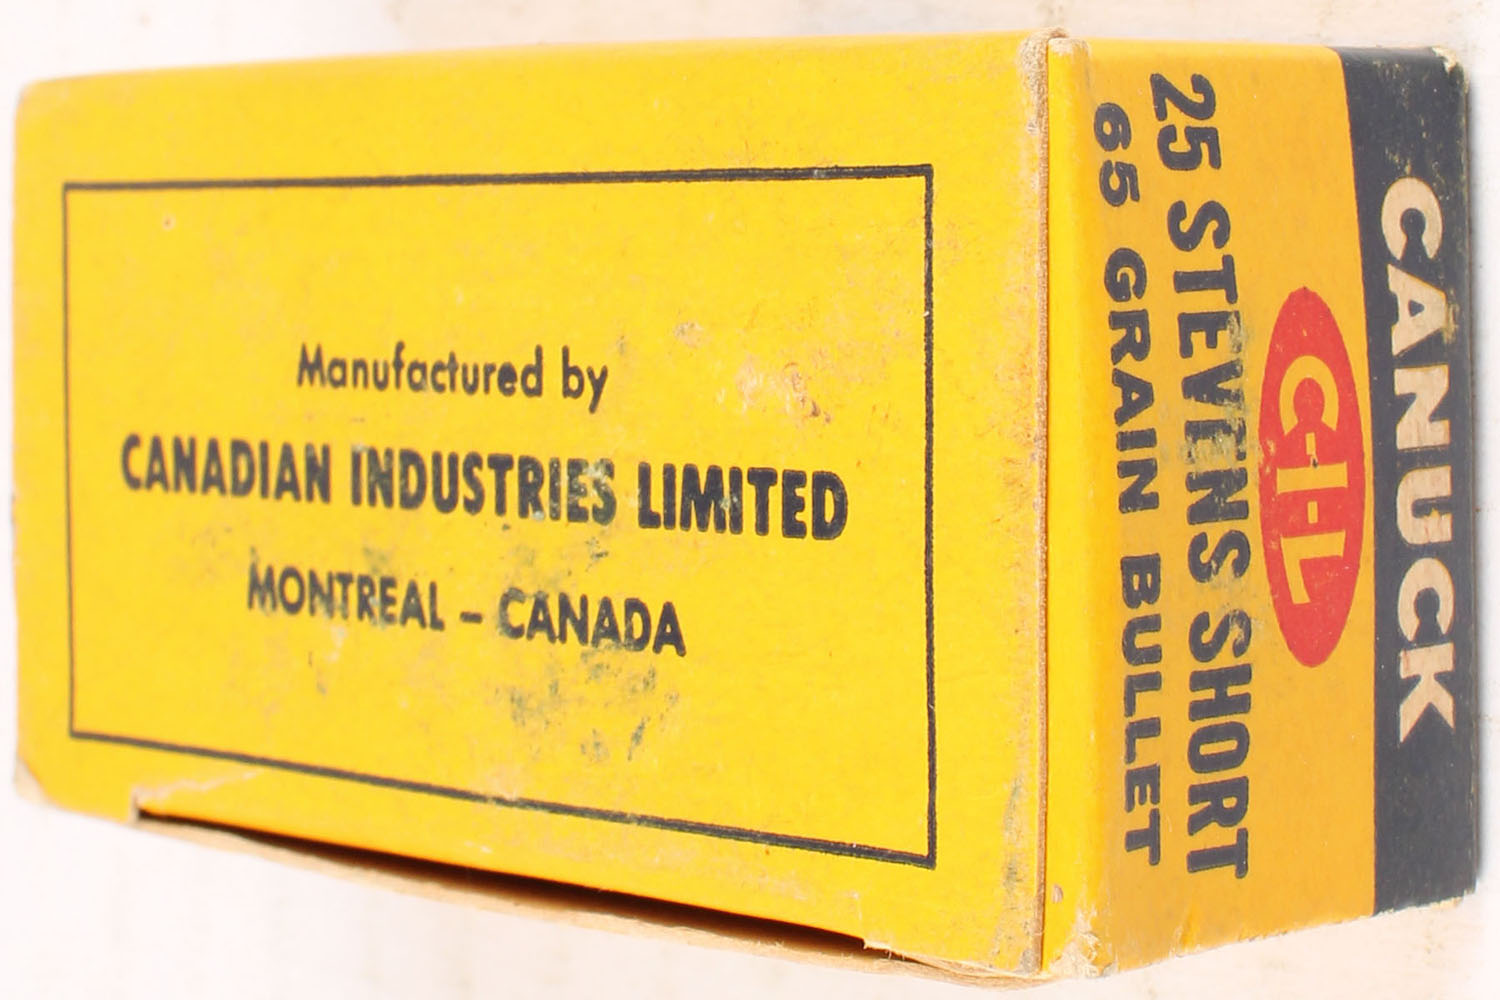 Manufactured by
CANADIAN INDUSTRIES LIMITED
MONTREAL – CANADA
CANUCK
C-I-L
25 STEVENS SHORT
65 GRAIN BULLET